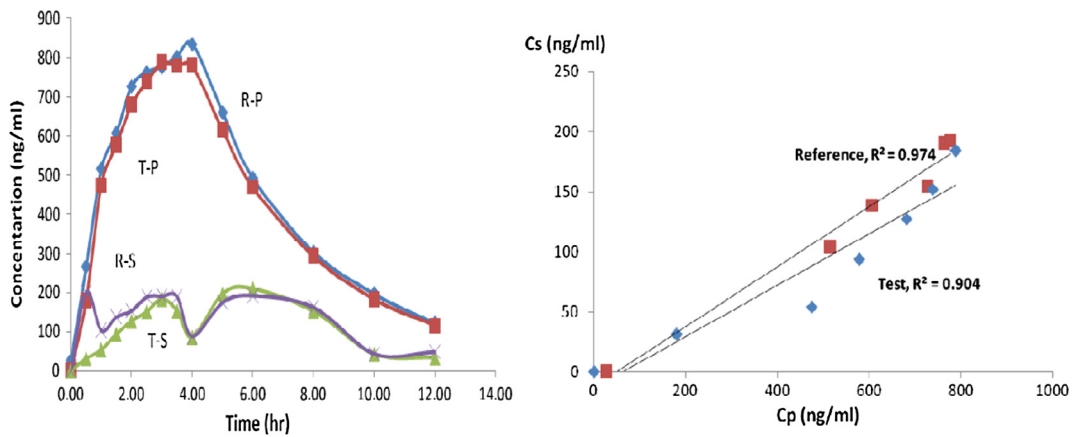 900
800
700
600
500
400
300
200
100
0
Concentartion (ng/ml)
0.00 2.00 4.00 6.00 8.00 10.00 12.00 14.00
Time (hr)
R-P
T-P
R-S
T-S
Cs (ng/ml)
250
200
150
100
50
0
Reference, R² = 0.974
Test, R² = 0.904
0 200 400 600 800 1000
Cp (ng/ml)